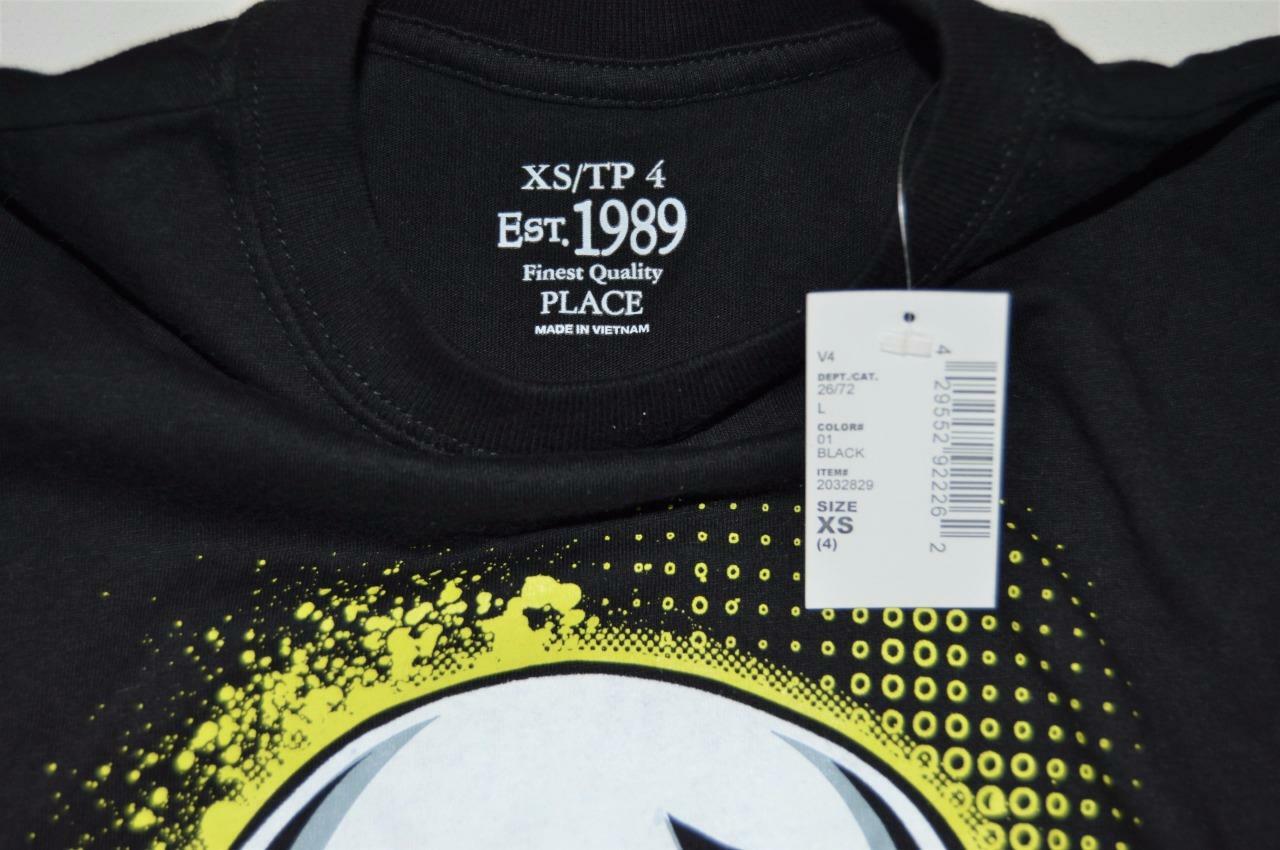 XS/TP 4
EST. 1989
Finest Quality
PLACE
MADE IN VIETNAM
V4
DEPT./CAT.
26/72
L
COLOR#
01
BLACK
ITEM#
2032829
SIZE
XS
(4)
4 29552 92226 2